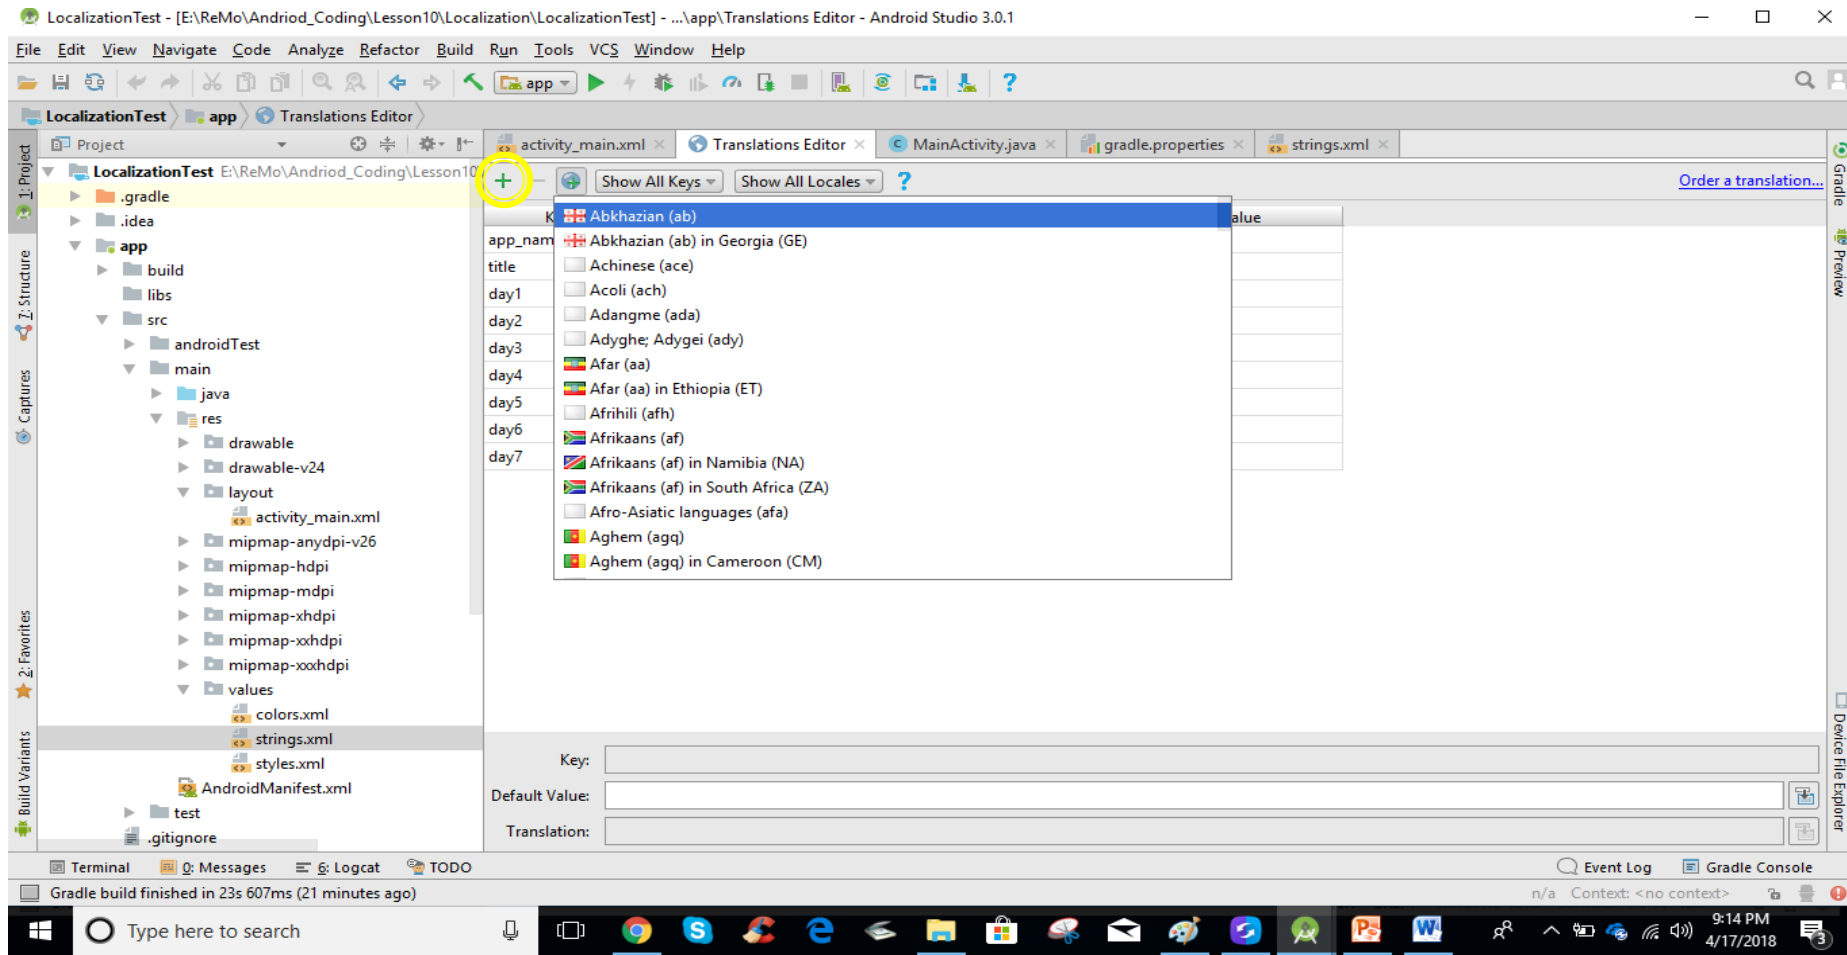 LocalizationTest - [E:\ReMo\Andriod_Coding\Lesson10\Localization\LocalizationTest] - ...\app\Translations Editor - Android Studio 3.0.1
File Edit View Navigate Code Analyze Refactor Build Run Tools VCS Window Help
app
LocalizationTest app Translations Editor
Project
activity_main.xml Translations Editor MainActivity.java gradle.properties strings.xml
Show All Keys Show All Locales ? Order a translation...
LocalizationTest E:\ReMo\Andriod_Coding\Lesson10
.gradle
.idea
app
build
libs
src
androidTest
main
java
res
drawable
drawable-v24
layout
activity_main.xml
mipmap-anydpi-v26
mipmap-hdpi
mipmap-mdpi
mipmap-xhdpi
mipmap-xxhdpi
mipmap-xxxhdpi
values
colors.xml
strings.xml
styles.xml
AndroidManifest.xml
test
.gitignore
1: Project
7: Structure
Captures
2: Favorites
Build Variants
K
alue
app_nam
title
day1
day2
day3
day4
day5
day6
day7
Abkhazian (ab)
Abkhazian (ab) in Georgia (GE)
Achinese (ace)
Acoli (ach)
Adangme (ada)
Adyghe; Adygei (ady)
Afar (aa)
Afar (aa) in Ethiopia (ET)
Afrihili (afh)
Afrikaans (af)
Afrikaans (af) in Namibia (NA)
Afrikaans (af) in South Africa (ZA)
Afro-Asiatic languages (afa)
Aghem (agq)
Aghem (agq) in Cameroon (CM)
Key:
Default Value:
Translation:
Gradle
Preview
Device File Explorer
Terminal 0: Messages 6: Logcat TODO Event Log Gradle Console
Gradle build finished in 23s 607ms (21 minutes ago) n/a Context: <no context>
Type here to search
9:14 PM
4/17/2018
3